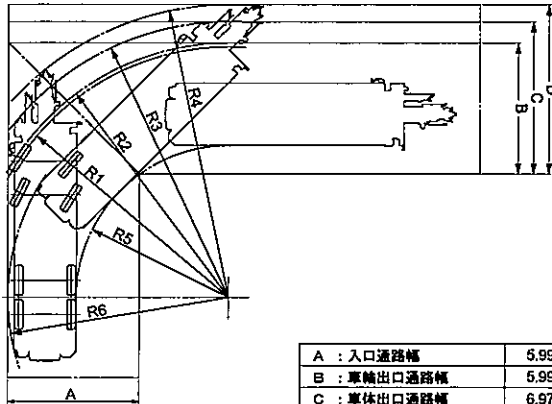 D
C
B
R4
R3
R2
R1
R5
R6
A
A : 入口通路幅 5,99
B : 車輪出口通路幅 5,99
C : 車体出口通路幅 6,97